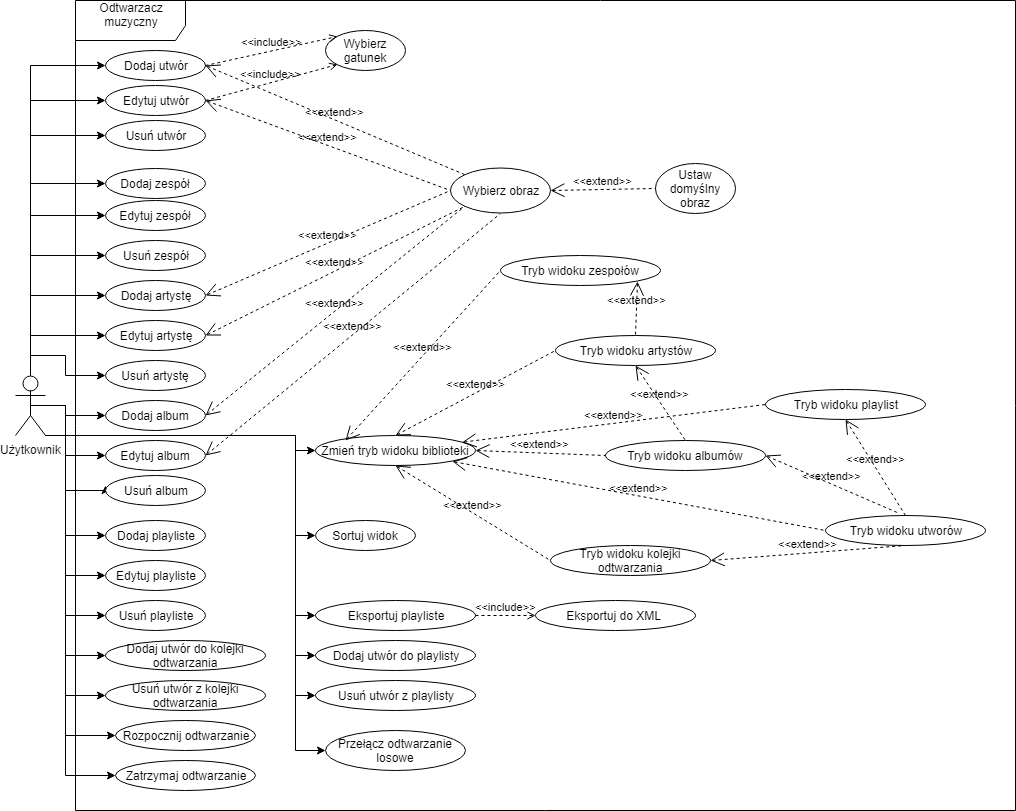 Odtwarzacz
muzyczny
<<include>>
Wybierz
gatunek
Dodaj utwór
<<include>>
Edytuj utwór
<<extend>>
Usuń utwór
<<extend>>
Dodaj zespół
Wybierz obraz
<<extend>>
Ustaw
domyślny
obraz
Edytuj zespół
<<extend>>
Usuń zespół
<<extend>>
Tryb widoku zespołów
Dodaj artystę
<<extend>>
<<extend>>
Edytuj artystę
<<extend>>
<<extend>>
Tryb widoku artystów
Usuń artystę
<<extend>>
<<extend>>
Tryb widoku playlist
Dodaj album
<<extend>>
Użytkownik
Edytuj album
Zmień tryb widoku biblioteki
<<extend>>
Tryb widoku albumów
<<extend>>
Usuń album
<<extend>>
<<extend>>
<<extend>>
Dodaj playliste
Sortuj widok
Tryb widoku utworów
<<extend>>
Tryb widoku kolejki
odtwarzania
Edytuj playliste
Usuń playliste
Eksportuj playliste
<<include>>
Eksportuj do XML
Dodaj utwór do kolejki
odtwarzania
Dodaj utwór do playlisty
Usuń utwór z kolejki
odtwarzania
Usuń utwór z playlisty
Rozpocznij odtwarzanie
Przełącz odtwarzanie
losowe
Zatrzymaj odtwarzanie